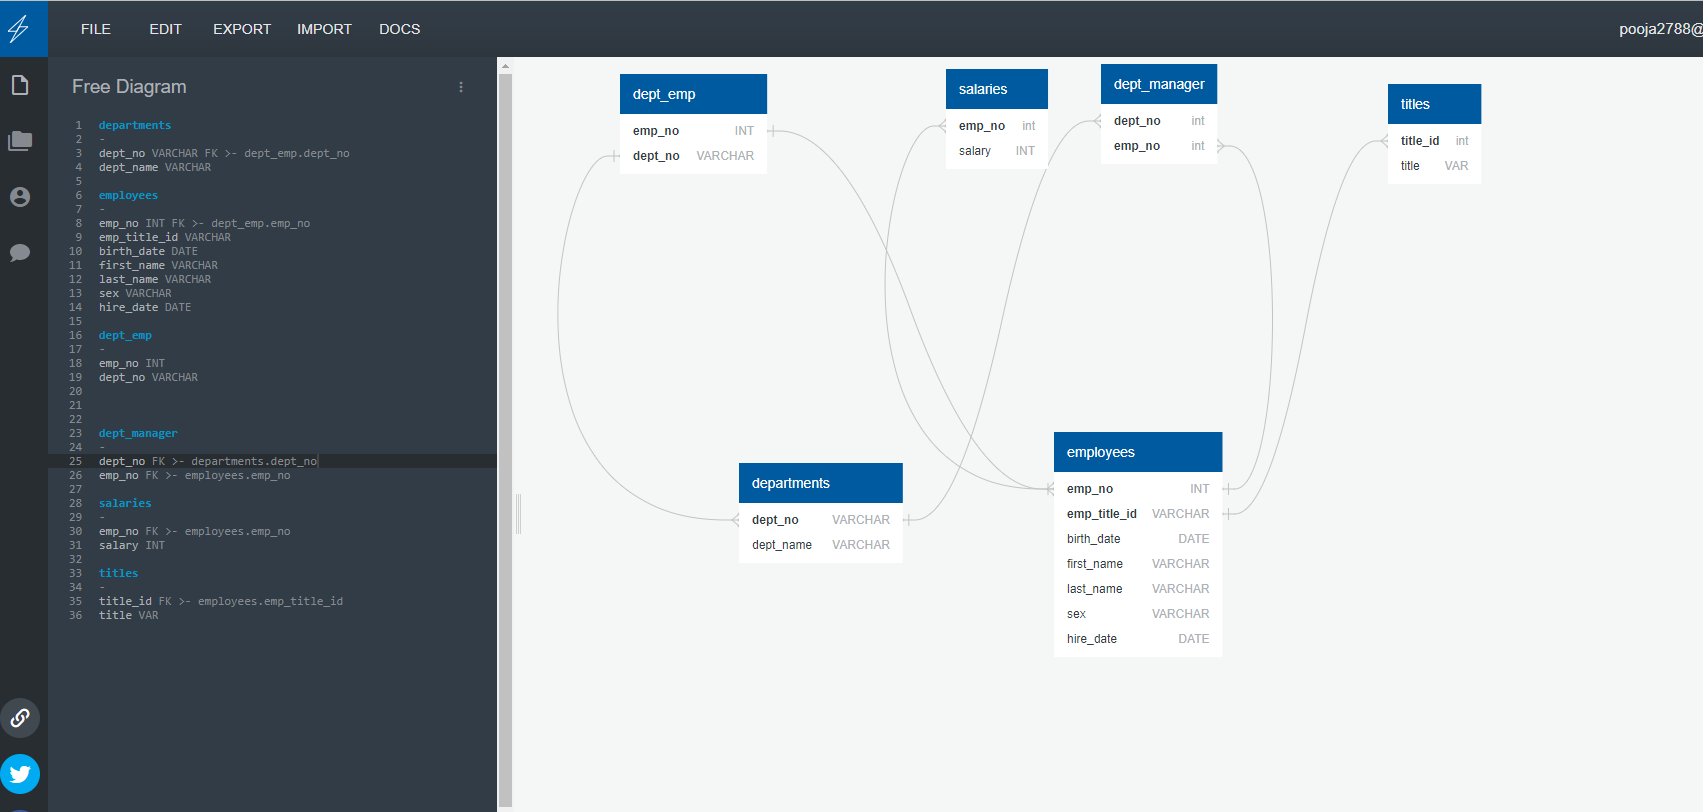 FILE EDIT EXPORT IMPORT DOCS pooja2788@
Free Diagram
1 departments
2 -
3 dept_no VARCHAR FK >- dept_emp.dept_no
4 dept_name VARCHAR
5
6 employees
7 -
8 emp_no INT FK >- dept_emp.emp_no
9 emp_title_id VARCHAR
10 birth_date DATE
11 first_name VARCHAR
12 last_name VARCHAR
13 sex VARCHAR
14 hire_date DATE
15
16 dept_emp
17 -
18 emp_no INT
19 dept_no VARCHAR
20
21
22
23 dept_manager
24 -
25 dept_no FK >- departments.dept_no
26 emp_no FK >- employees.emp_no
27
28 salaries
29 -
30 emp_no FK >- employees.emp_no
31 salary INT
32
33 titles
34 -
35 title_id FK >- employees.emp_title_id
36 title VAR
dept_emp
emp_no INT
dept_no VARCHAR
salaries
emp_no int
salary INT
dept_manager
dept_no int
emp_no int
titles
title_id int
title VAR
departments
dept_no VARCHAR
dept_name VARCHAR
employees
emp_no INT
emp_title_id VARCHAR
birth_date DATE
first_name VARCHAR
last_name VARCHAR
sex VARCHAR
hire_date DATE